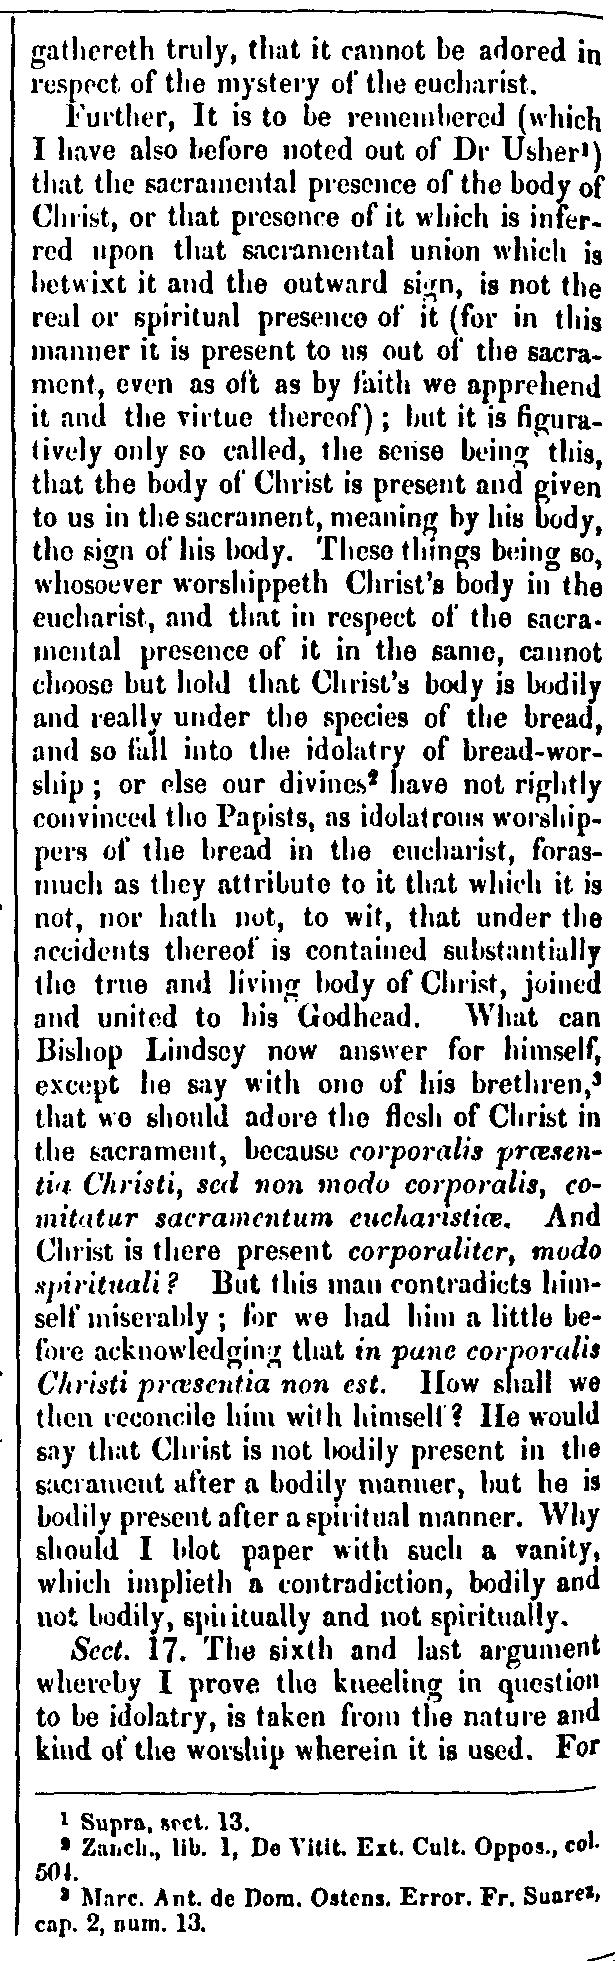 gathereth truly, that it cannot be adored in
respect of the mystery of the eucharist.
Further, It is to be remembered (which
I have also before noted out of Dr Usher¹)
that the sacramental presence of the body of
Christ, or that presence of it which is infer-
red upon that sacramental union which is
betwixt it and the outward sign, is not the
real or spiritual presence of it (for in this
manner it is present to us out of the sacra-
ment, even as oft as by faith we apprehend
it and the virtue thereof) ; but it is figura-
tively only so called, the sense being this,
that the body of Christ is present and given
to us in the sacrament, meaning by his body,
the sign of his body. These things being so,
whosoever worshippeth Christ's body in the
eucharist, and that in respect of the sacra-
mental presence of it in the same, cannot
choose but hold that Christ's body is bodily
and really under the species of the bread,
and so fall into the idolatry of bread-wor-
ship ; or else our divines² have not rightly
convinced the Papists, as idolatrous worship-
pers of the bread in the eucharist, foras-
much as they attribute to it that which it is
not, nor hath not, to wit, that under the
accidents thereof is contained substantially
the true and living body of Christ, joined
and united to his Godhead. What can
Bishop Lindsey now answer for himself,
except he say with one of his brethren,³
that we should adore the flesh of Christ in
the sacrament, because corporalis præsen-
tia Christi, sed non modo corporalis, co-
mitatur sacramentum eucharistiæ. And
Christ is there present corporaliter, modo
spirituali ? But this man contradicts him-
self miserably ; for we had him a little be-
fore acknowledging that in pane corporalis
Christi præsentia non est. How shall we
then reconcile him with himself ? He would
say that Christ is not bodily present in the
sacrament after a bodily manner, but he is
bodily present after a spiritual manner. Why
should I blot paper with such a vanity,
which implieth a contradiction, bodily and
not bodily, spiritually and not spiritually.
Sect. 17. The sixth and last argument
whereby I prove the kneeling in question
to be idolatry, is taken from the nature and
kind of the worship wherein it is used. For
¹ Supra, sect. 13.
² Zanch., lib. 1, De Vitit. Ext. Cult. Oppos., col.
504.
³ Marc. Ant. de Dom. Ostens. Error. Fr. Suarez,
cap. 2, num. 13.